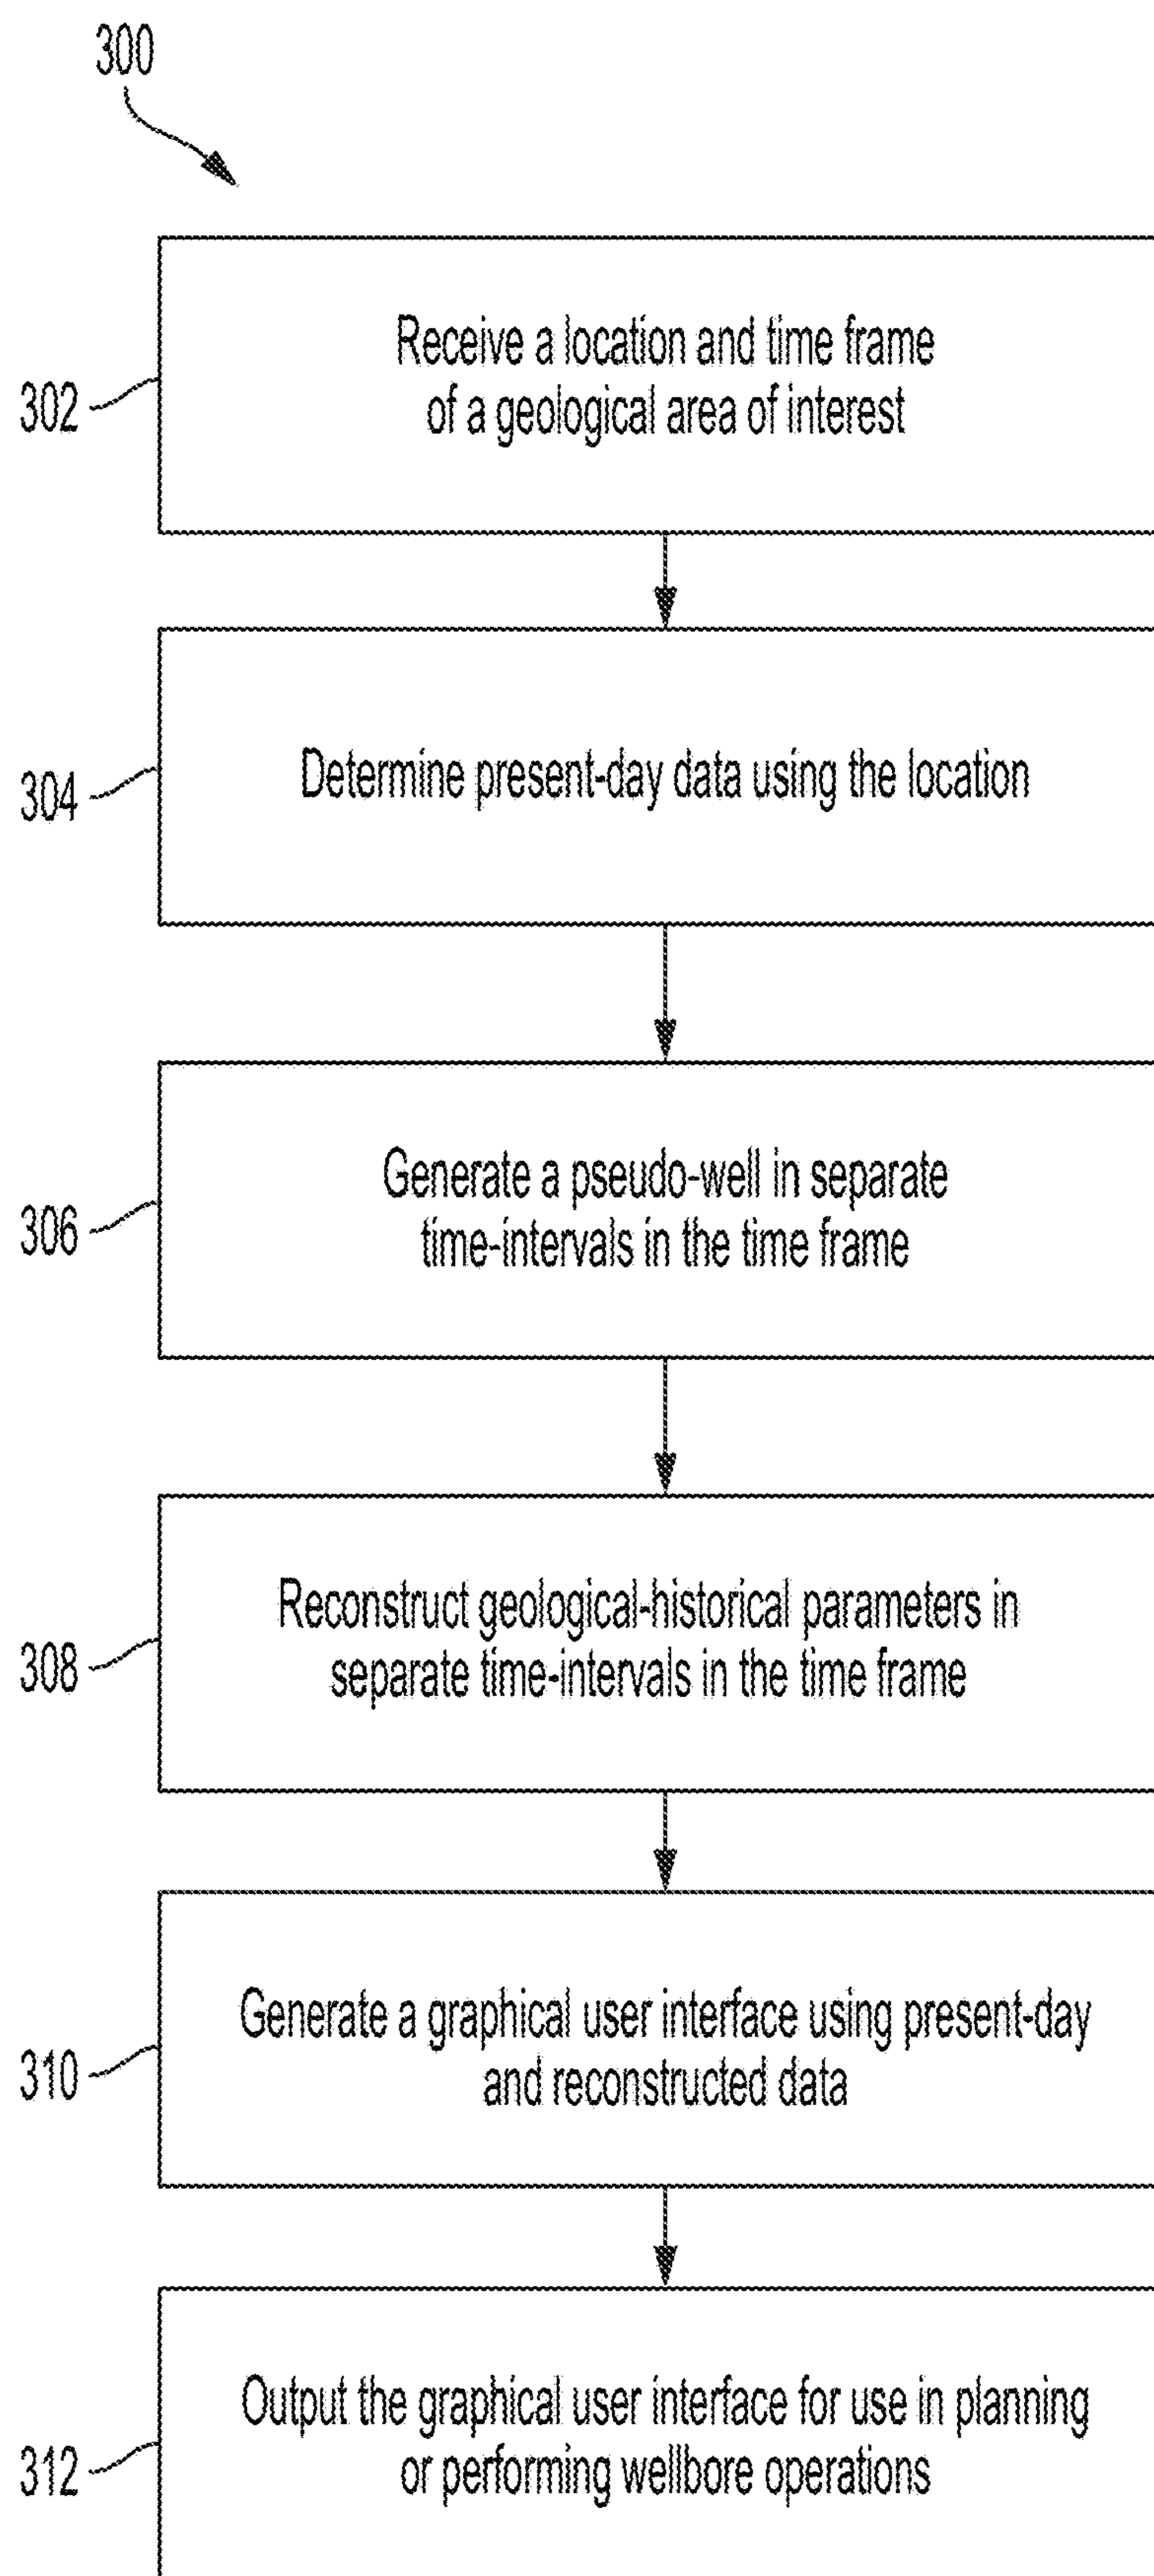 300
302
Receive a location and time frame
of a geological area of interest
304
Determine present-day data using the location
306
Generate a pseudo-well in separate
time-intervals in the time frame
308
Reconstruct geological-historical parameters in
separate time-intervals in the time frame
310
Generate a graphical user interface using present-day
and reconstructed data
312
Output the graphical user interface for use in planning
or performing wellbore operations